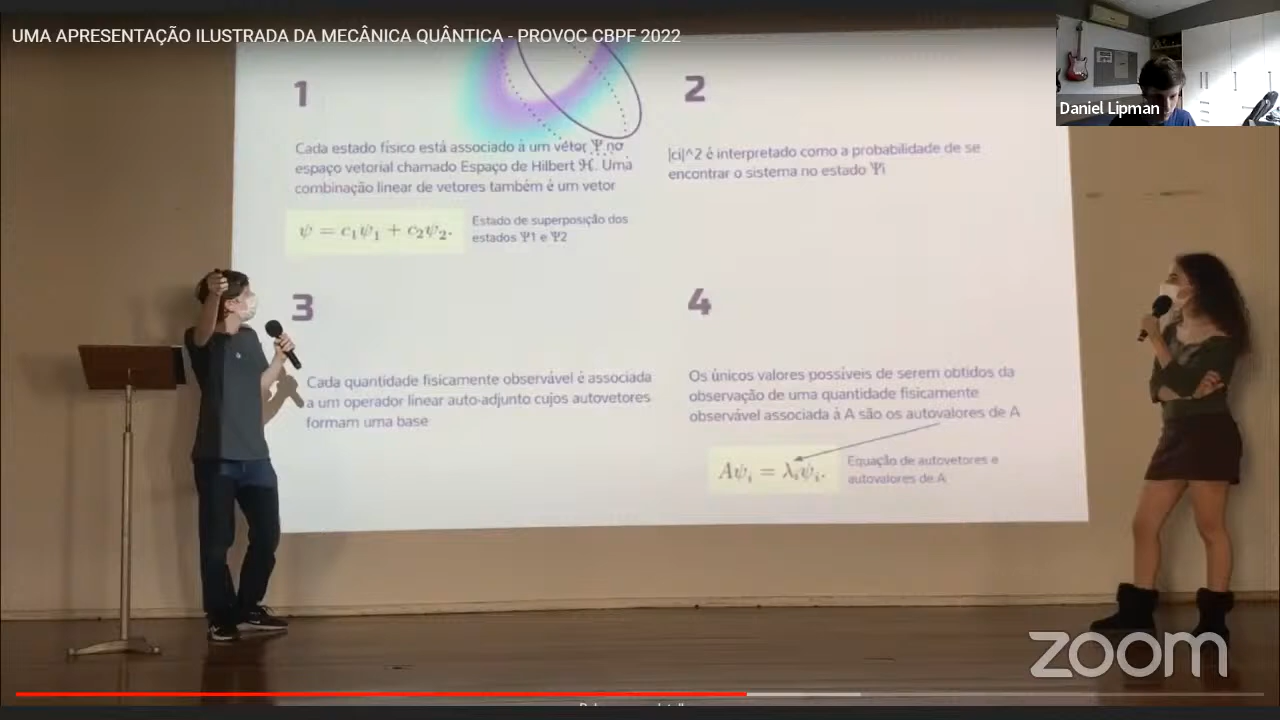 UMA APRESENTAÇÃO ILUSTRADA DA MECÂNICA QUÂNTICA - PROVOC CBPF 2022
Daniel Lipman
1
Cada estado físico está associado à um vetor Ψ no
espaço vetorial chamado Espaço de Hilbert ℋ. Uma
combinação linear de vetores também é um vetor
ψ = c₁ψ₁ + c₂ψ₂.
Estado de superposição dos
estados Ψ1 e Ψ2
2
|ci|^2 é interpretado como a probabilidade de se
encontrar o sistema no estado Ψi
3
Cada quantidade fisicamente observável é associada
a um operador linear auto-adjunto cujos autovetores
formam uma base
4
Os únicos valores possíveis de serem obtidos da
observação de uma quantidade fisicamente
observável associada à A são os autovalores de A
Aψᵢ = λᵢψᵢ.
Equação de autovetores e
autovalores de A
zoom